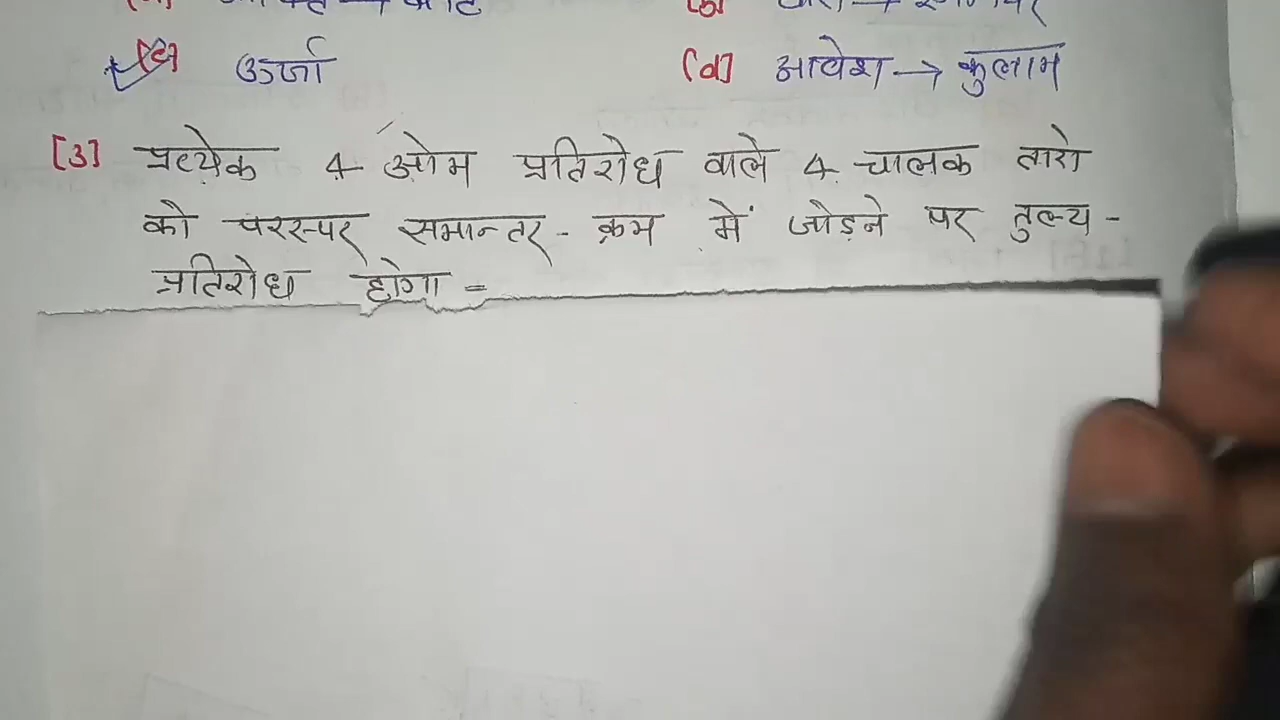 (c) ऊर्जा (d) आवेश → कुलाम
[3] प्रत्येक 4 ओम प्रतिरोध वाले 4 चालक तारो
को परस्पर समान्तर - क्रम में जोड़ने पर तुल्य -
प्रतिरोध होगा -